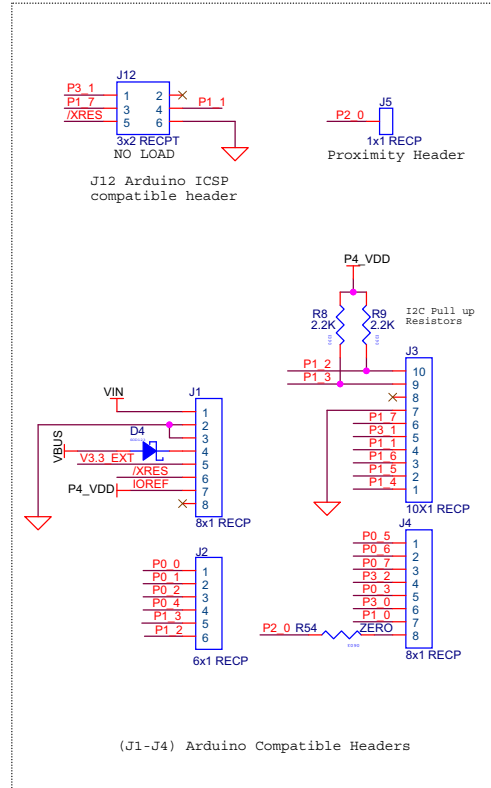 J12
P3_1 1 2
P1_7 3 4 P1_1
/XRES 5 6
3x2 RECPT
NO LOAD
J12 Arduino ICSP
compatible header
J5
P2_0
1x1 RECP
Proximity Header
P4_VDD
R8 R9
2.2K 2.2K
I2C Pull up
Resistors
J3
P1_2 10
P1_3 9
8
7
P1_7 6
P3_1 5
P1_1 4
P1_6 3
P1_5 2
P1_4 1
10X1 RECP
J1
VIN 1
2
3
VBUS D4 4
V3.3_EXT 5
/XRES 6
P4_VDD IOREF 7
8
8x1 RECP
J2
P0_0 1
P0_1 2
P0_2 3
P0_4 4
P1_3 5
P1_2 6
6x1 RECP
J4
P0_5 1
P0_6 2
P0_7 3
P3_2 4
P0_3 5
P3_0 6
P1_0 7
P2_0 R54 ZERO 8
8x1 RECP
(J1-J4) Arduino Compatible Headers